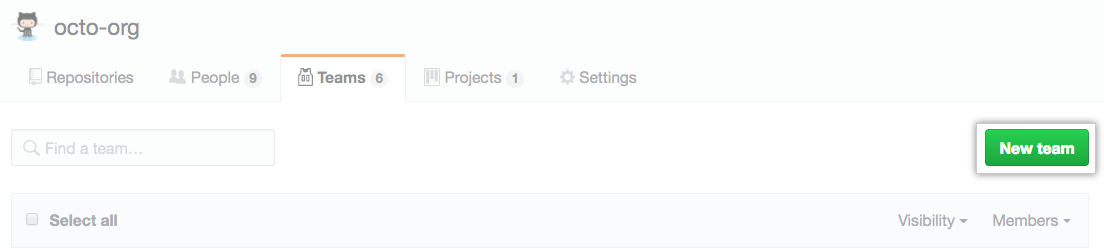 octo-org
Repositories People 9 Teams 6 Projects 1 Settings
Find a team... New team
Select all Visibility Members